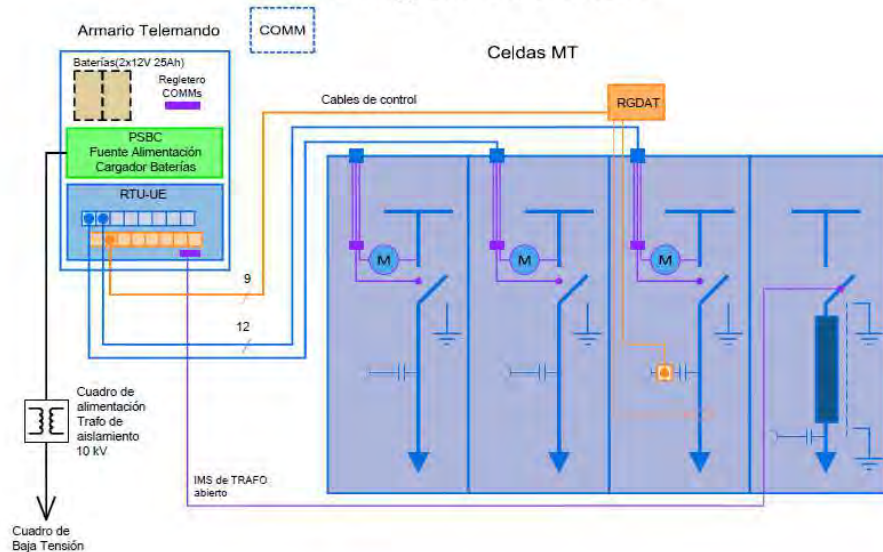 Armario Telemando
COMM
Celdas MT
Baterías(2x12V 25Ah)
Regletero
COMMs
Cables de control
RGDAT
PSBC
Fuente Alimentación
Cargador Baterías
RTU-UE
M
M
M
9
12
Cuadro de
alimentación
Trafo de
aislamiento
10 kV
IMS de TRAFO
abierto
Cuadro de
Baja Tensión